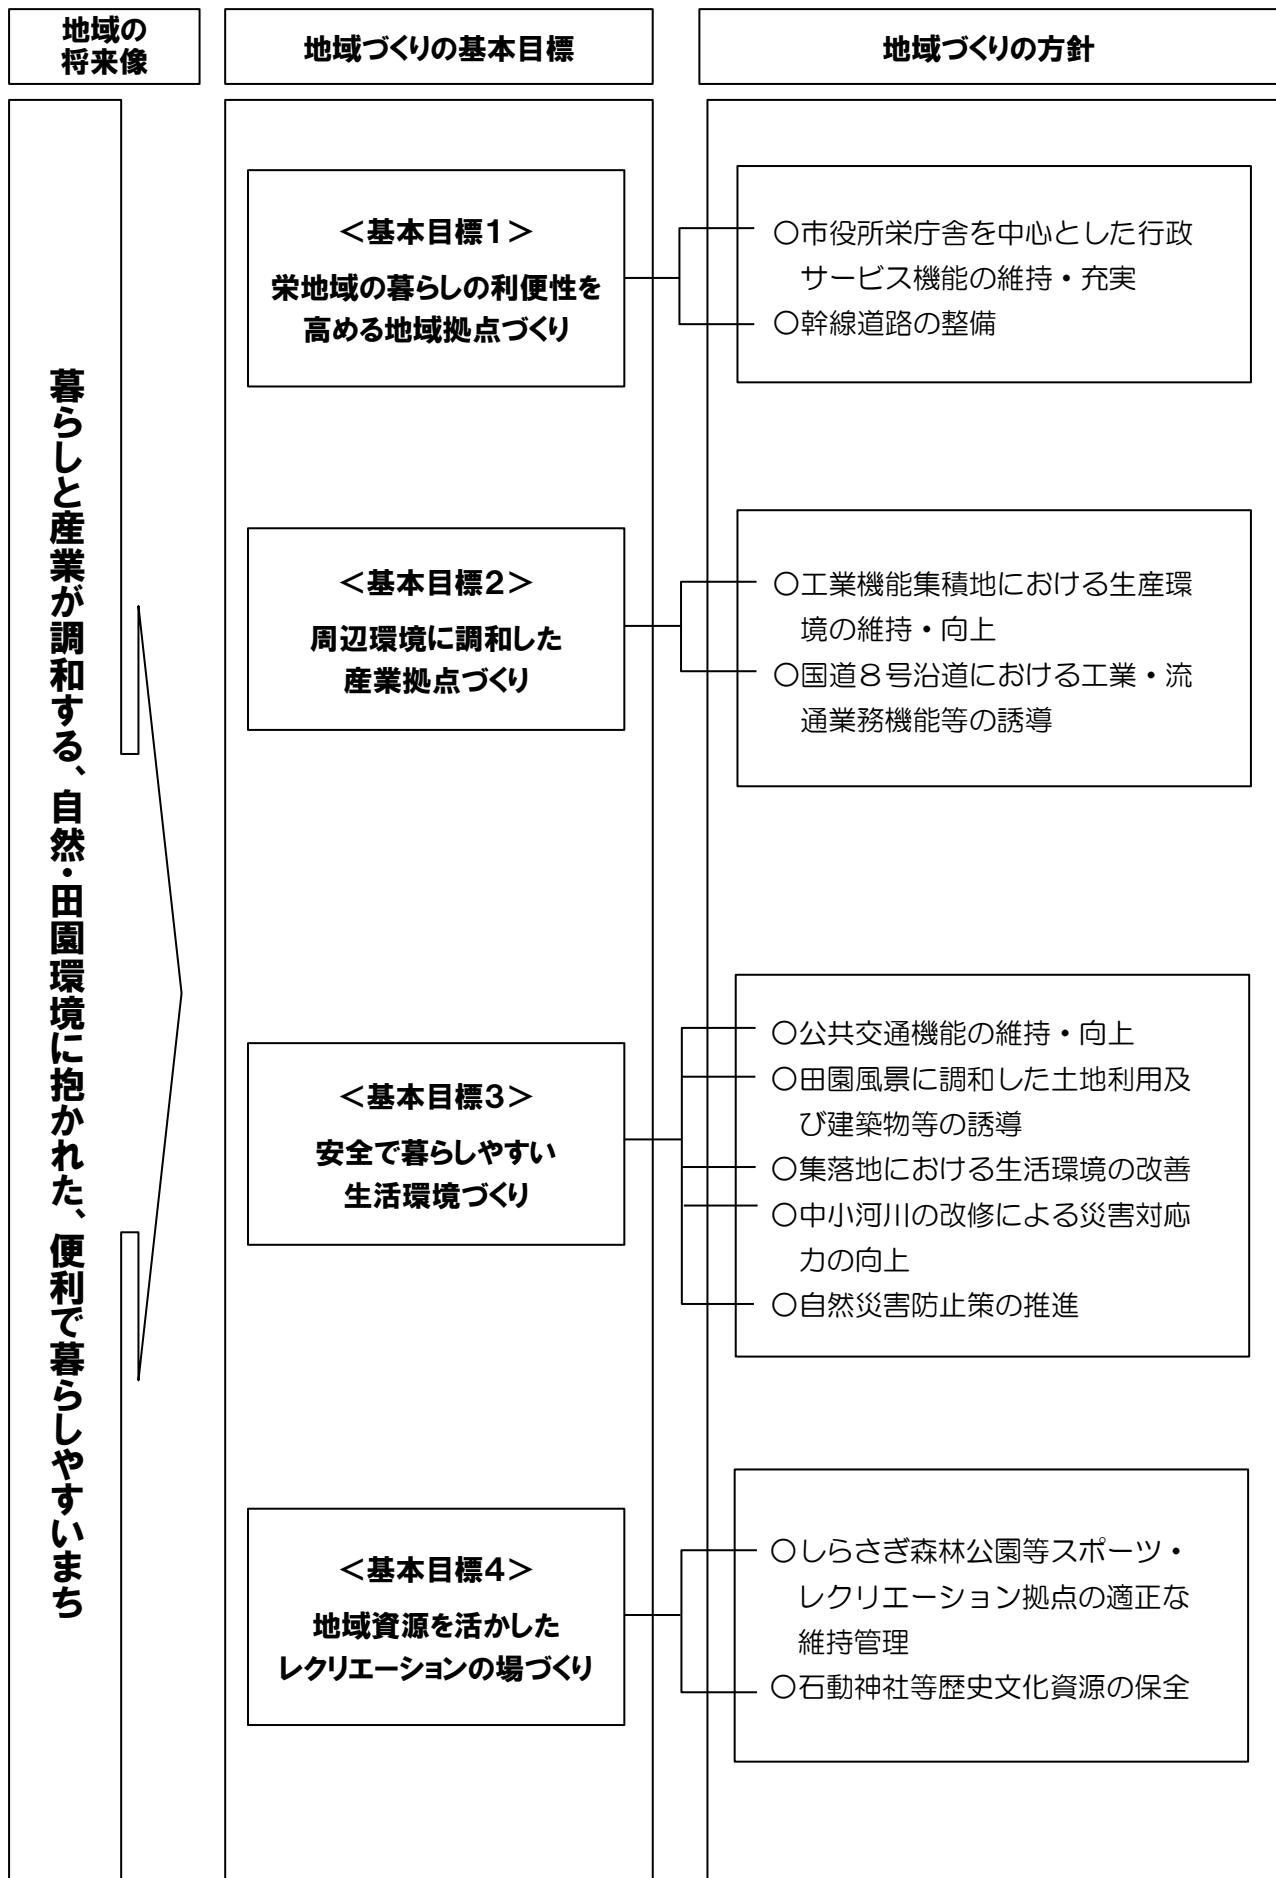 地域の
将来像
地域づくりの基本目標
地域づくりの方針
暮らしと産業が調和する、自然・田園環境に抱かれた、便利で暮らしやすいまち
＜基本目標1＞
栄地域の暮らしの利便性を
高める地域拠点づくり
○市役所栄庁舎を中心とした行政
サービス機能の維持・充実
○幹線道路の整備
＜基本目標2＞
周辺環境に調和した
産業拠点づくり
○工業機能集積地における生産環
境の維持・向上
○国道８号沿道における工業・流
通業務機能等の誘導
＜基本目標3＞
安全で暮らしやすい
生活環境づくり
○公共交通機能の維持・向上
○田園風景に調和した土地利用及
び建築物等の誘導
○集落地における生活環境の改善
○中小河川の改修による災害対応
力の向上
○自然災害防止策の推進
＜基本目標4＞
地域資源を活かした
レクリエーションの場づくり
○しらさぎ森林公園等スポーツ・
レクリエーション拠点の適正な
維持管理
○石動神社等歴史文化資源の保全